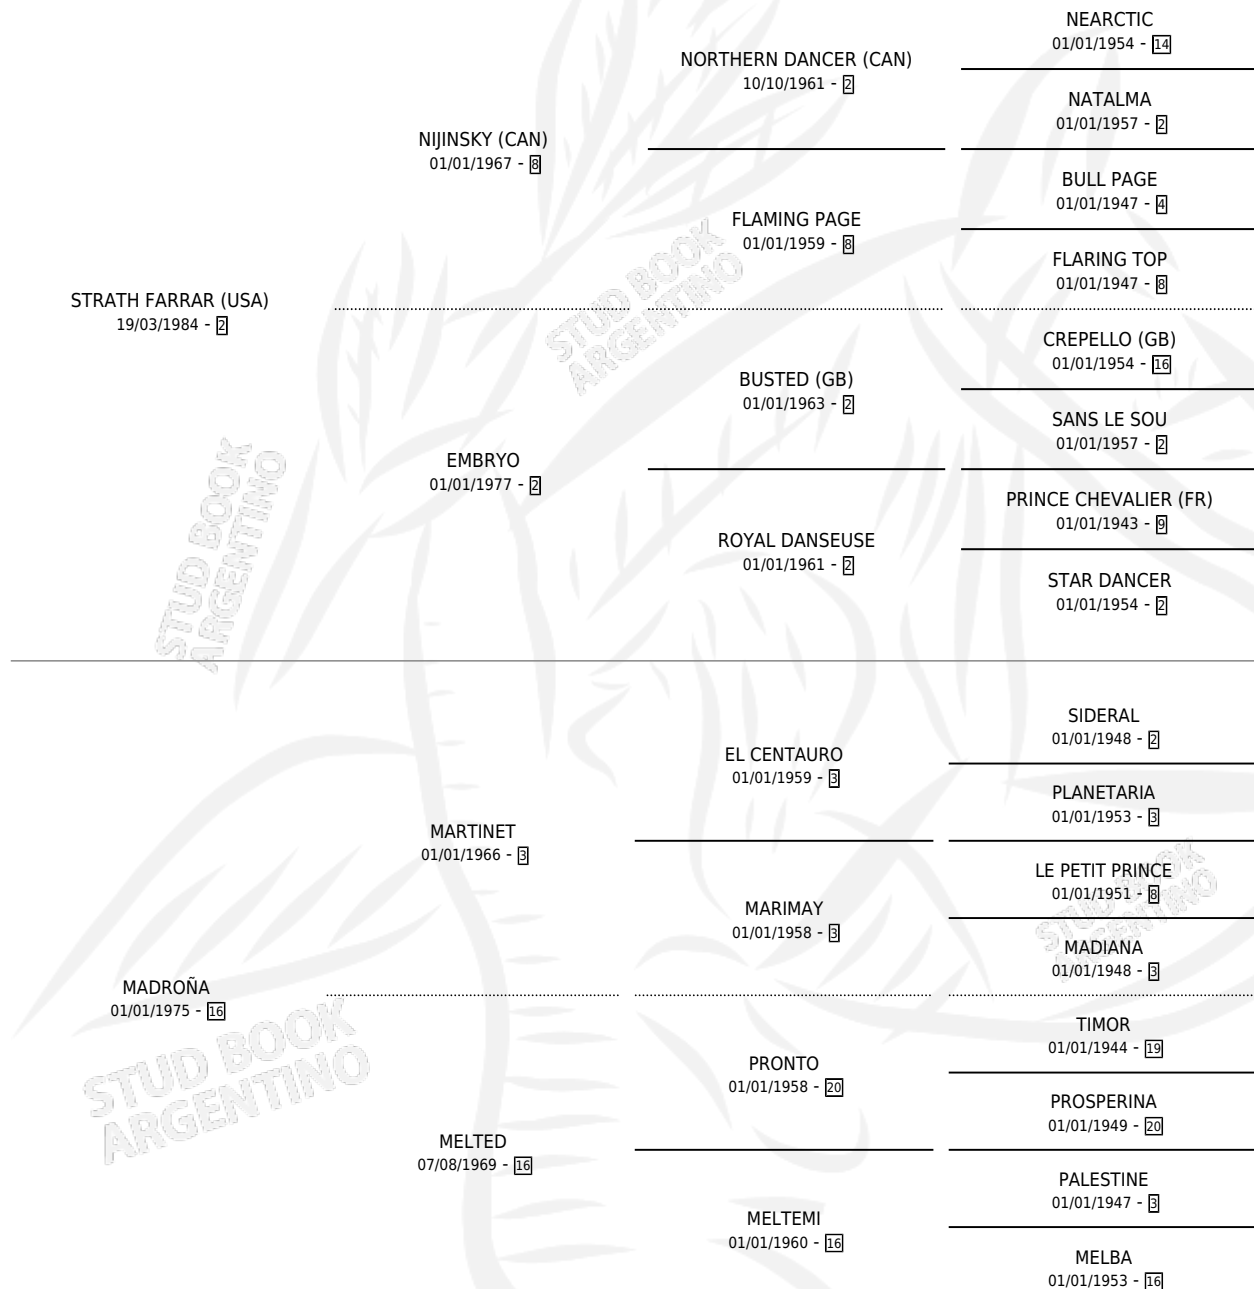 NEARCTIC
01/01/1954 - 14
NORTHERN DANCER (CAN)
10/10/1961 - 2
NATALMA
01/01/1957 - 2
NIJINSKY (CAN)
01/01/1967 - 8
BULL PAGE
01/01/1947 - 4
FLAMING PAGE
01/01/1959 - 8
FLARING TOP
01/01/1947 - 8
STRATH FARRAR (USA)
19/03/1984 - 2
STUD BOOK
ARGENTINO
CREPELLO (GB)
01/01/1954 - 16
BUSTED (GB)
01/01/1963 - 2
SANS LE SOU
01/01/1957 - 2
EMBRYO
01/01/1977 - 2
PRINCE CHEVALIER (FR)
01/01/1943 - 9
ROYAL DANSEUSE
01/01/1961 - 2
STAR DANCER
01/01/1954 - 2
STUD BOOK
ARGENTINO
SIDERAL
01/01/1948 - 2
EL CENTAURO
01/01/1959 - 3
PLANETARIA
01/01/1953 - 3
MARTINET
01/01/1966 - 3
LE PETIT PRINCE
01/01/1951 - 8
MARIMAY
01/01/1958 - 3
MADIANA
01/01/1948 - 3
STUD BOOK
ARGENTINO
MADROÑA
01/01/1975 - 16
TIMOR
01/01/1944 - 19
PRONTO
01/01/1958 - 20
PROSPERINA
01/01/1949 - 20
STUD BOOK
ARGENTINO
MELTED
07/08/1969 - 16
PALESTINE
01/01/1947 - 3
MELTEMI
01/01/1960 - 16
MELBA
01/01/1953 - 16